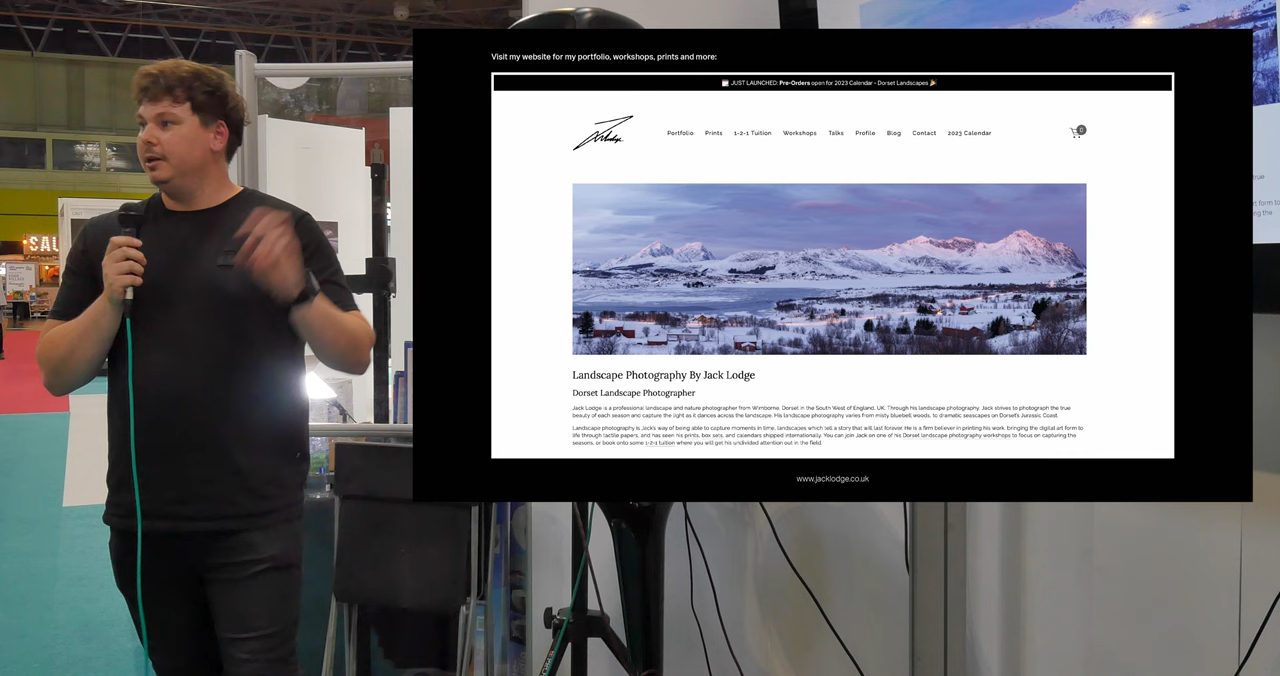 Visit my website for my portfolio, workshops, prints and more:
JUST LAUNCHED: Pre-Orders open for 2023 Calendar - Dorset Landscapes
0
Portfolio Prints 1-2-1 Tuition Workshops Talks Profile Blog Contact 2023 Calendar
Landscape Photography By Jack Lodge
Dorset Landscape Photographer
Jack Lodge is a professional landscape and nature photographer from Wimborne, Dorset in the South West of England, UK. Through his landscape photography, Jack strives to photograph the true
beauty of each season and capture the light as it dances across the landscape. His landscape photography varies from misty bluebell woods, to dramatic seascapes on Dorset's Jurassic Coast.
Landscape photography is Jack's way of being able to capture moments in time, landscapes which tell a story that will last forever. He is a firm believer in printing his work, bringing the digital art form to
life through tactile papers, and has seen his prints, box sets, and calendars shipped internationally. You can join Jack on one of his Dorset landscape photography workshops to focus on capturing the
seasons, or book onto some 1-2-1 tuition where you will get his undivided attention out in the field.
www.jacklodge.co.uk
SAL
true
art form to
ing the